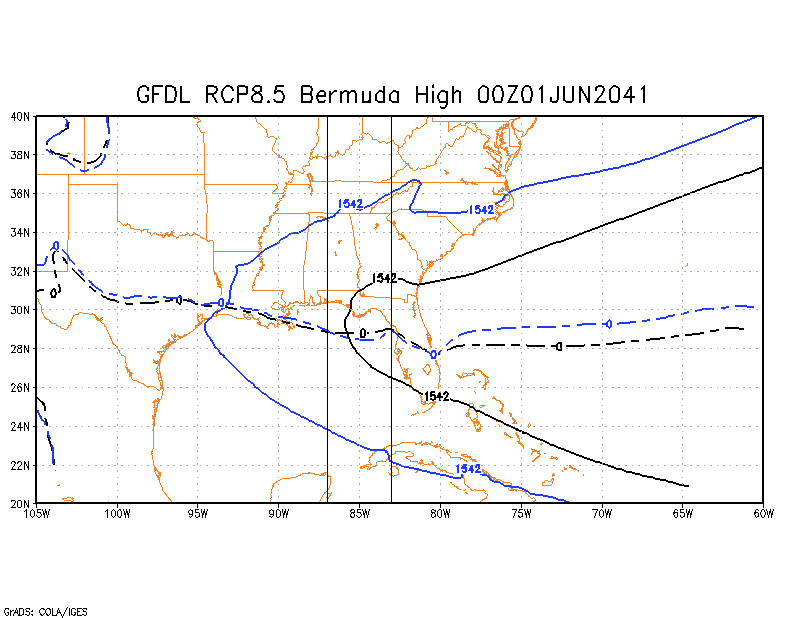 GFDL RCP8.5 Bermuda High 00Z01JUN2041
40N
38N
36N
1542
1542
34N
0
32N
1542
0
0
0
30N
0
0
28N
0
0
26N
1542
24N
22N
1542
20N
105W 100W 95W 90W 85W 80W 75W 70W 65W 60W
GrADS: COLA/IGES